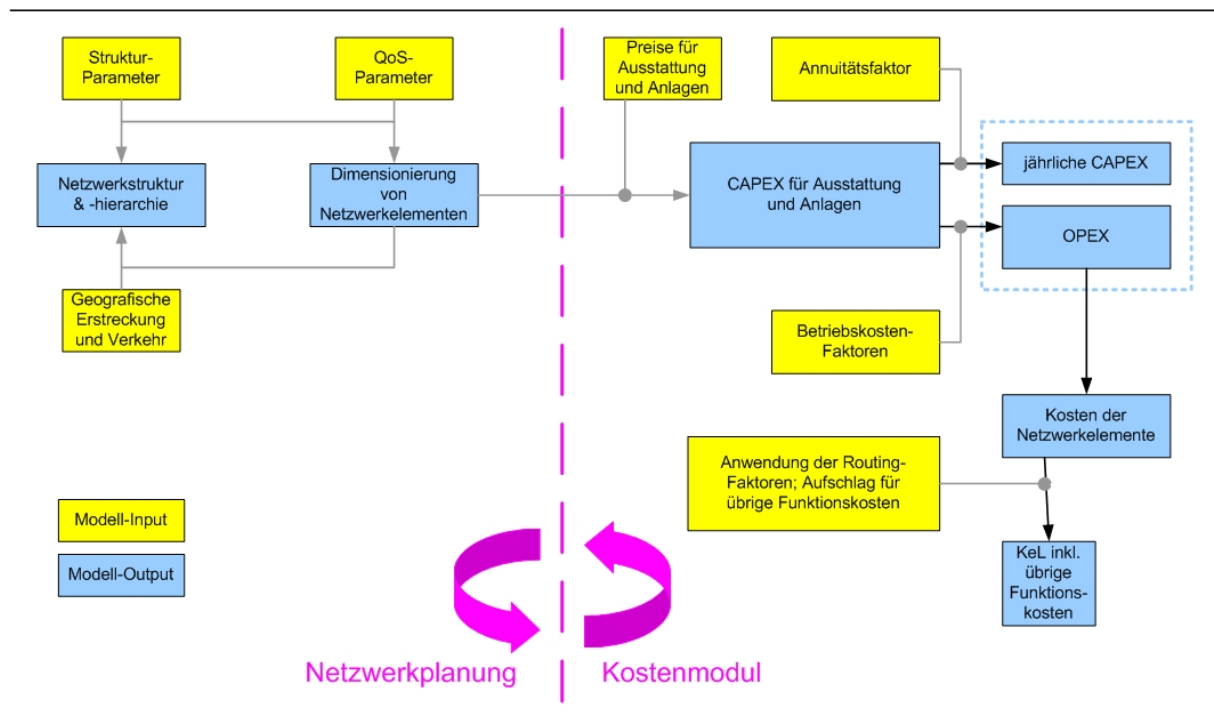 Struktur-
Parameter
QoS-
Parameter
Preise für
Ausstattung
und Anlagen
Annuitätsfaktor
Netzwerkstruktur
& -hierarchie
Dimensionierung
von
Netzwerkelementen
CAPEX für Ausstattung
und Anlagen
jährliche CAPEX
OPEX
Geografische
Erstreckung
und Verkehr
Betriebskosten-
Faktoren
Kosten der
Netzwerkelemente
Anwendung der Routing-
Faktoren; Aufschlag für
übrige Funktionskosten
Modell-Input
Modell-Output
KeL inkl.
übrige
Funktions-
kosten
Netzwerkplanung
Kostenmodul